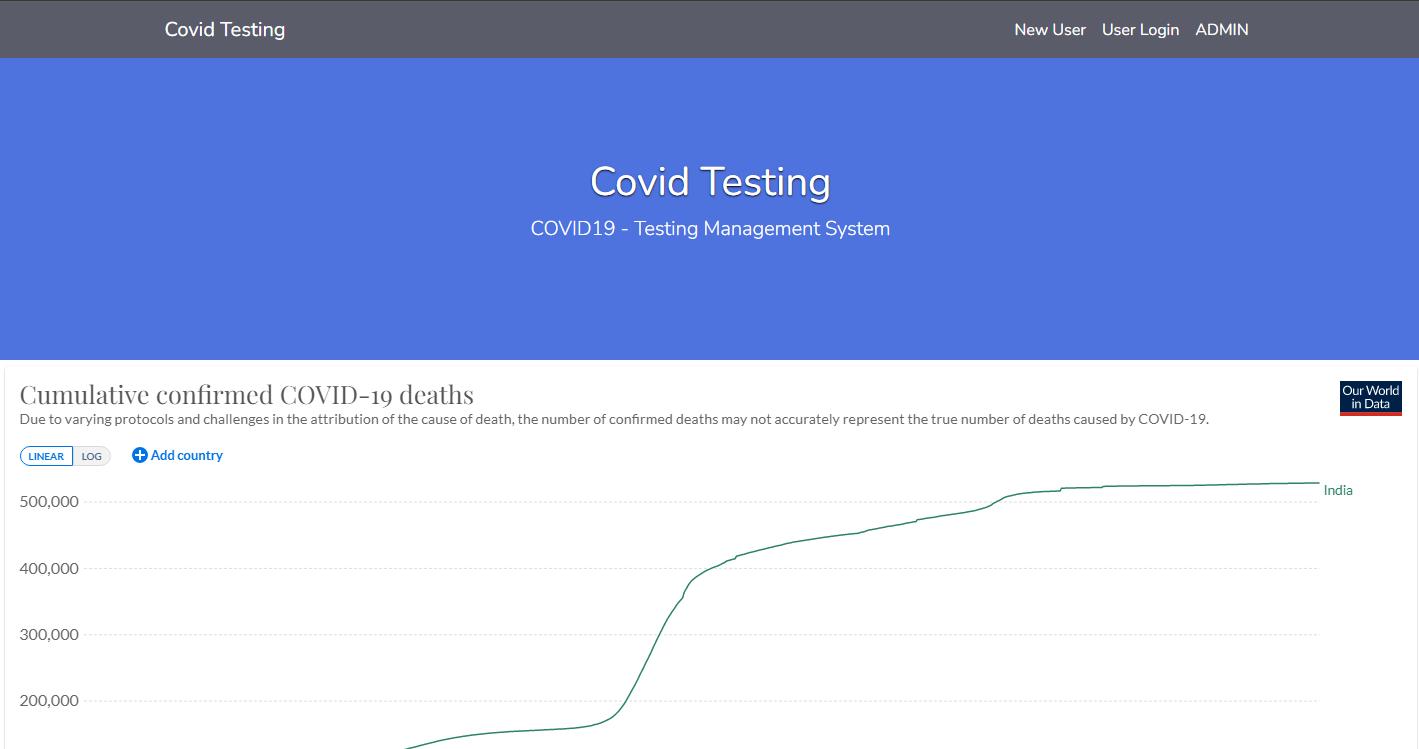 Covid Testing
New User User Login ADMIN
Covid Testing
COVID19 - Testing Management System
Cumulative confirmed COVID-19 deaths
Our World
in Data
Due to varying protocols and challenges in the attribution of the cause of death, the number of confirmed deaths may not accurately represent the true number of deaths caused by COVID-19.
LINEAR LOG Add country
500,000
India
400,000
300,000
200,000